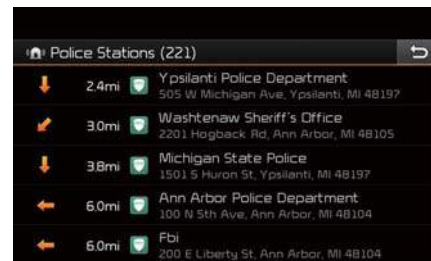 Police Stations (221)
2.4mi Ypsilanti Police Department
505 W Michigan Ave, Ypsilanti, MI 48197
3.0mi Washtenaw Sheriff's Office
2201 Hogback Rd, Ann Arbor, MI 48105
3.8mi Michigan State Police
1501 S Huron St, Ypsilanti, MI 48197
6.0mi Ann Arbor Police Department
100 N 5th Ave, Ann Arbor, MI 48104
6.0mi Fbi
200 E Liberty St, Ann Arbor, MI 48104